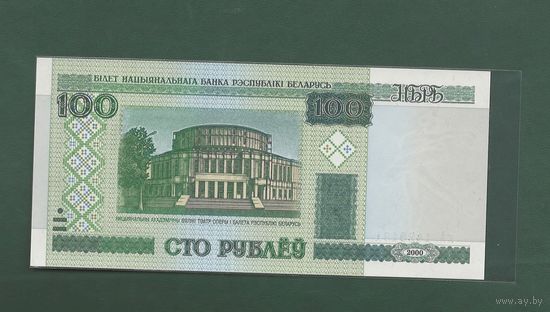 БІЛЕТ НАЦЫЯНАЛЬНАГА БАНКА РЭСПУБЛІКІ БЕЛАРУСЬ
100 100 НБРБ
НАЦЫЯНАЛЬНЫ АКАДЭМІЧНЫ ВЯЛІКІ ТЭАТР ОПЕРЫ І БАЛЕТА РЭСПУБЛІКІ БЕЛАРУСЬ
СТО РУБЛЁЎ 2000
www.ay.by